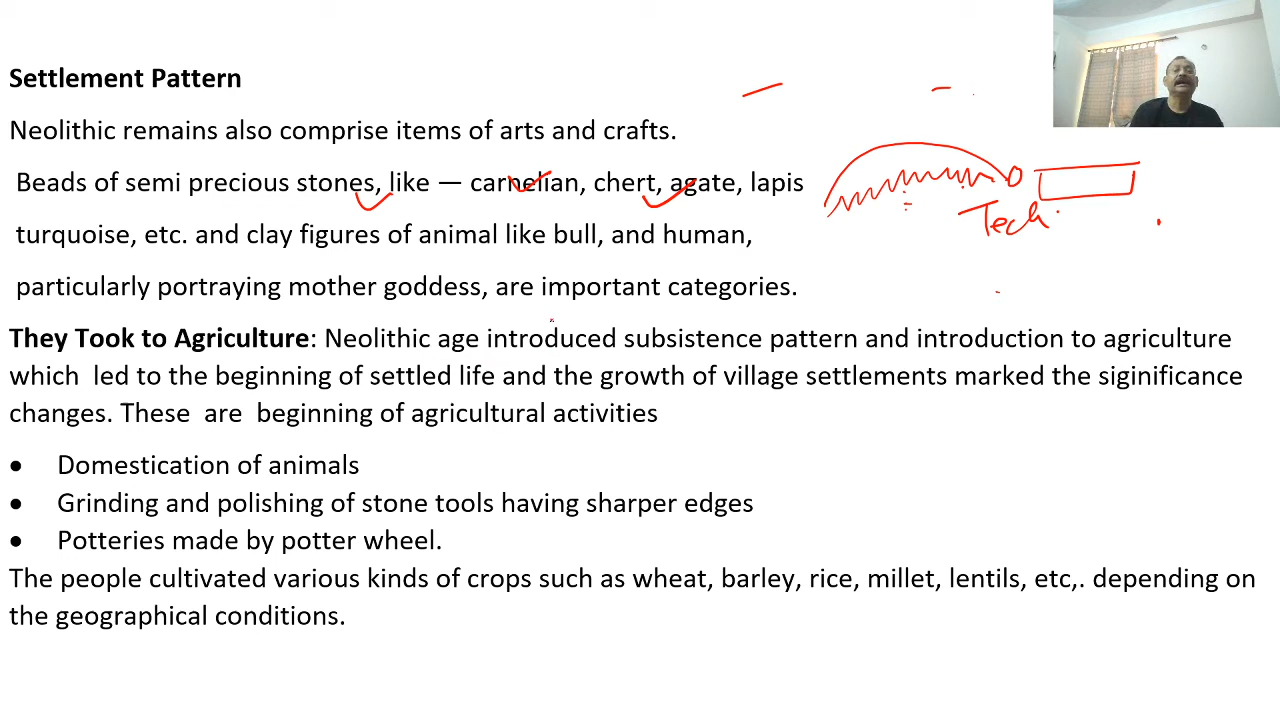 Settlement Pattern
Neolithic remains also comprise items of arts and crafts.
Beads of semi precious stones, like — carnelian, chert, agate, lapis
Tech.
turquoise, etc. and clay figures of animal like bull, and human,
particularly portraying mother goddess, are important categories.
They Took to Agriculture: Neolithic age introduced subsistence pattern and introduction to agriculture
which led to the beginning of settled life and the growth of village settlements marked the siginificance
changes. These are beginning of agricultural activities
• Domestication of animals
• Grinding and polishing of stone tools having sharper edges
• Potteries made by potter wheel.
The people cultivated various kinds of crops such as wheat, barley, rice, millet, lentils, etc,. depending on
the geographical conditions.